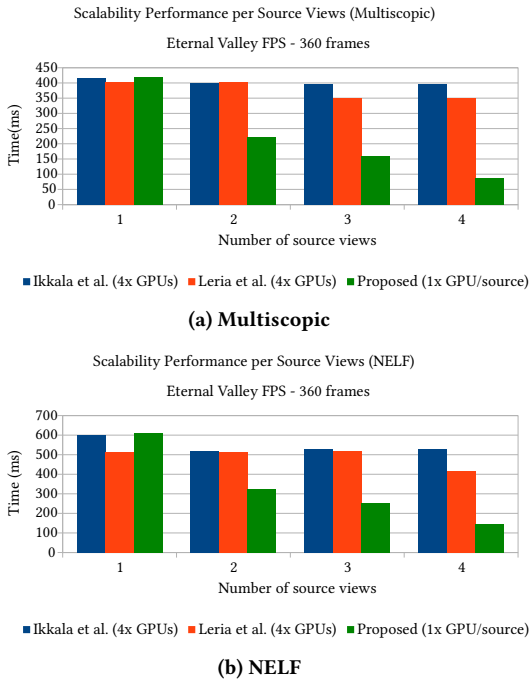 Scalability Performance per Source Views (Multiscopic)
Eternal Valley FPS - 360 frames
450
400
350
300
250
200
150
100
50
0
Time(ms)
1 2 3 4
Number of source views
Ikkala et al. (4x GPUs) Leria et al. (4x GPUs) Proposed (1x GPU/source)
(a) Multiscopic
Scalability Performance per Source Views (NELF)
Eternal Valley FPS - 360 frames
700
600
500
400
300
200
100
0
Time (ms)
1 2 3 4
Number of source views
Ikkala et al. (4x GPUs) Leria et al. (4x GPUs) Proposed (1x GPU/source)
(b) NELF